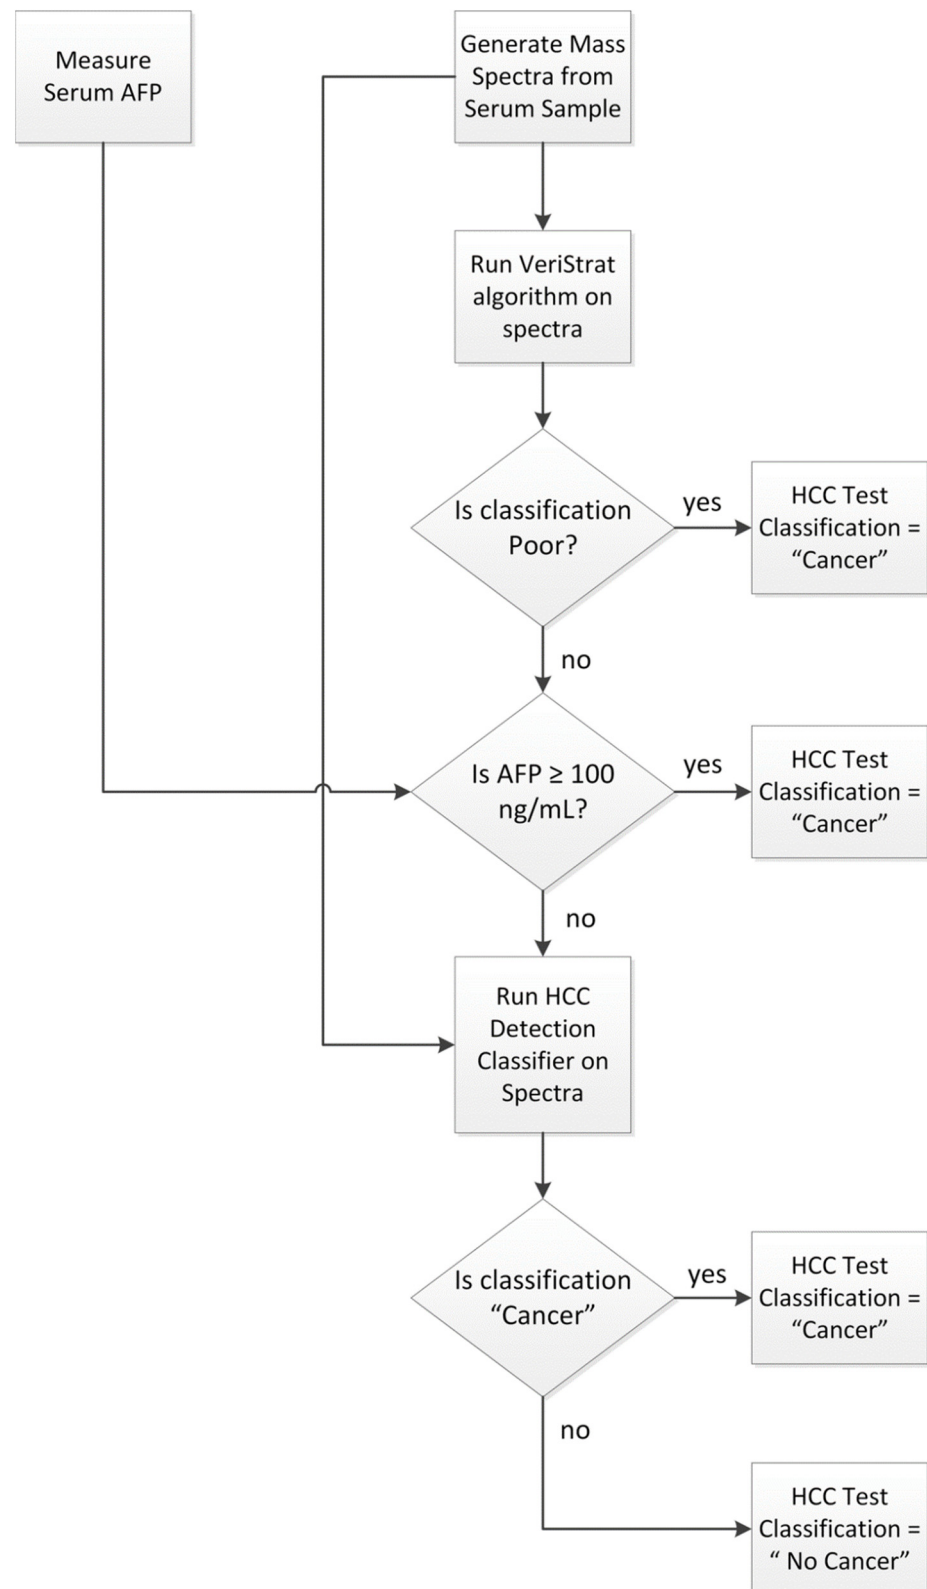 Measure
Serum AFP
Generate Mass
Spectra from
Serum Sample
Run VeriStrat
algorithm on
spectra
Is classification
Poor?
yes
HCC Test
Classification =
“Cancer”
no
Is AFP ≥ 100
ng/mL?
yes
HCC Test
Classification =
“Cancer”
no
Run HCC
Detection
Classifier on
Spectra
Is classification
“Cancer”
yes
HCC Test
Classification =
“Cancer”
no
HCC Test
Classification =
“ No Cancer”